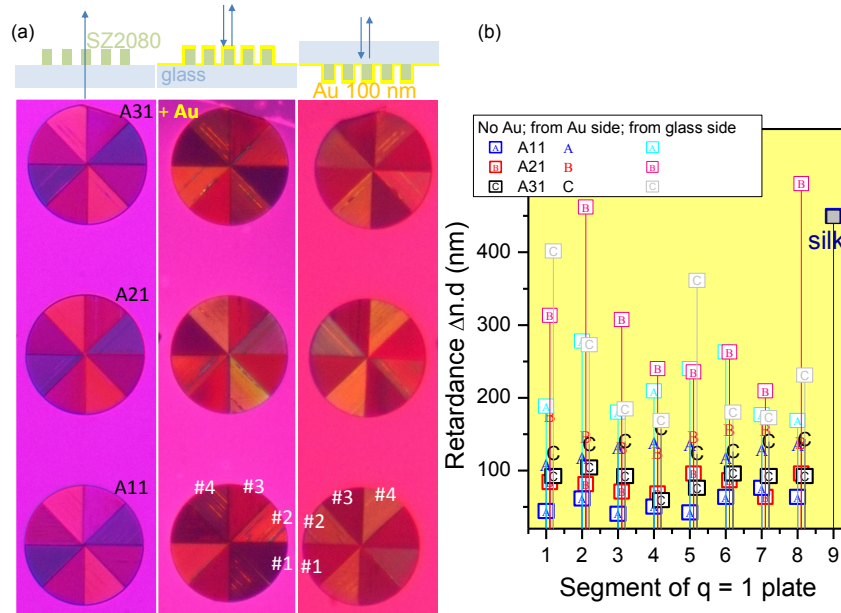 (a)
SZ2080
glass
Au 100 nm
A31 + Au
A21
A11
#4
#3
#2
#1
#3
#4
#2
#1
(b)
No Au; from Au side; from glass side
A A11 A A
B A21 B B
C A31 C C
Retardance Δn.d (nm)
400
300
200
100
silk
1 2 3 4 5 6 7 8 9
Segment of q = 1 plate